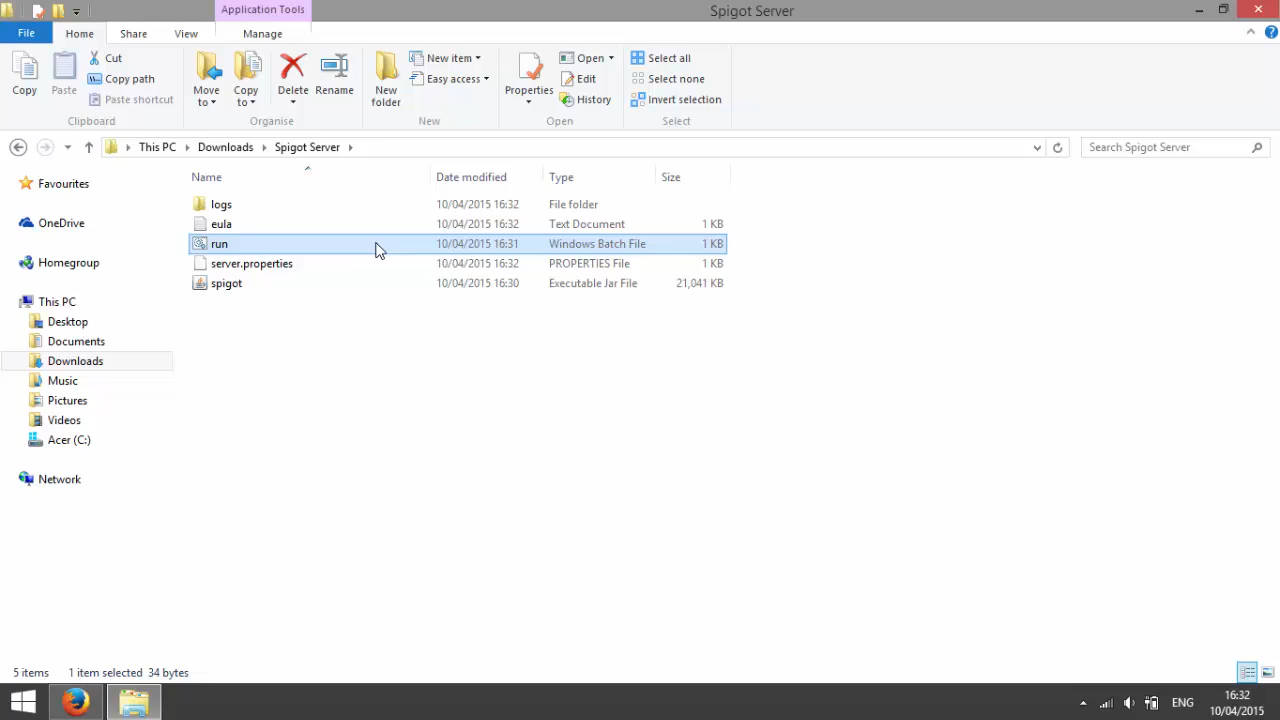 Application Tools
Spigot Server
File Home Share View Manage
Copy
Paste
Cut
Copy path
Paste shortcut
Clipboard
Move to
Copy to
Delete
Rename
Organise
New folder
New item
Easy access
New
Properties
Open
Edit
History
Open
Select all
Select none
Invert selection
Select
This PC Downloads Spigot Server
Search Spigot Server
Name Date modified Type Size
logs 10/04/2015 16:32 File folder
eula 10/04/2015 16:32 Text Document 1 KB
run 10/04/2015 16:31 Windows Batch File 1 KB
server.properties 10/04/2015 16:32 PROPERTIES File 1 KB
spigot 10/04/2015 16:30 Executable Jar File 21,041 KB
Favourites
OneDrive
Homegroup
This PC
Desktop
Documents
Downloads
Music
Pictures
Videos
Acer (C:)
Network
5 items 1 item selected 34 bytes
ENG
16:32
10/04/2015